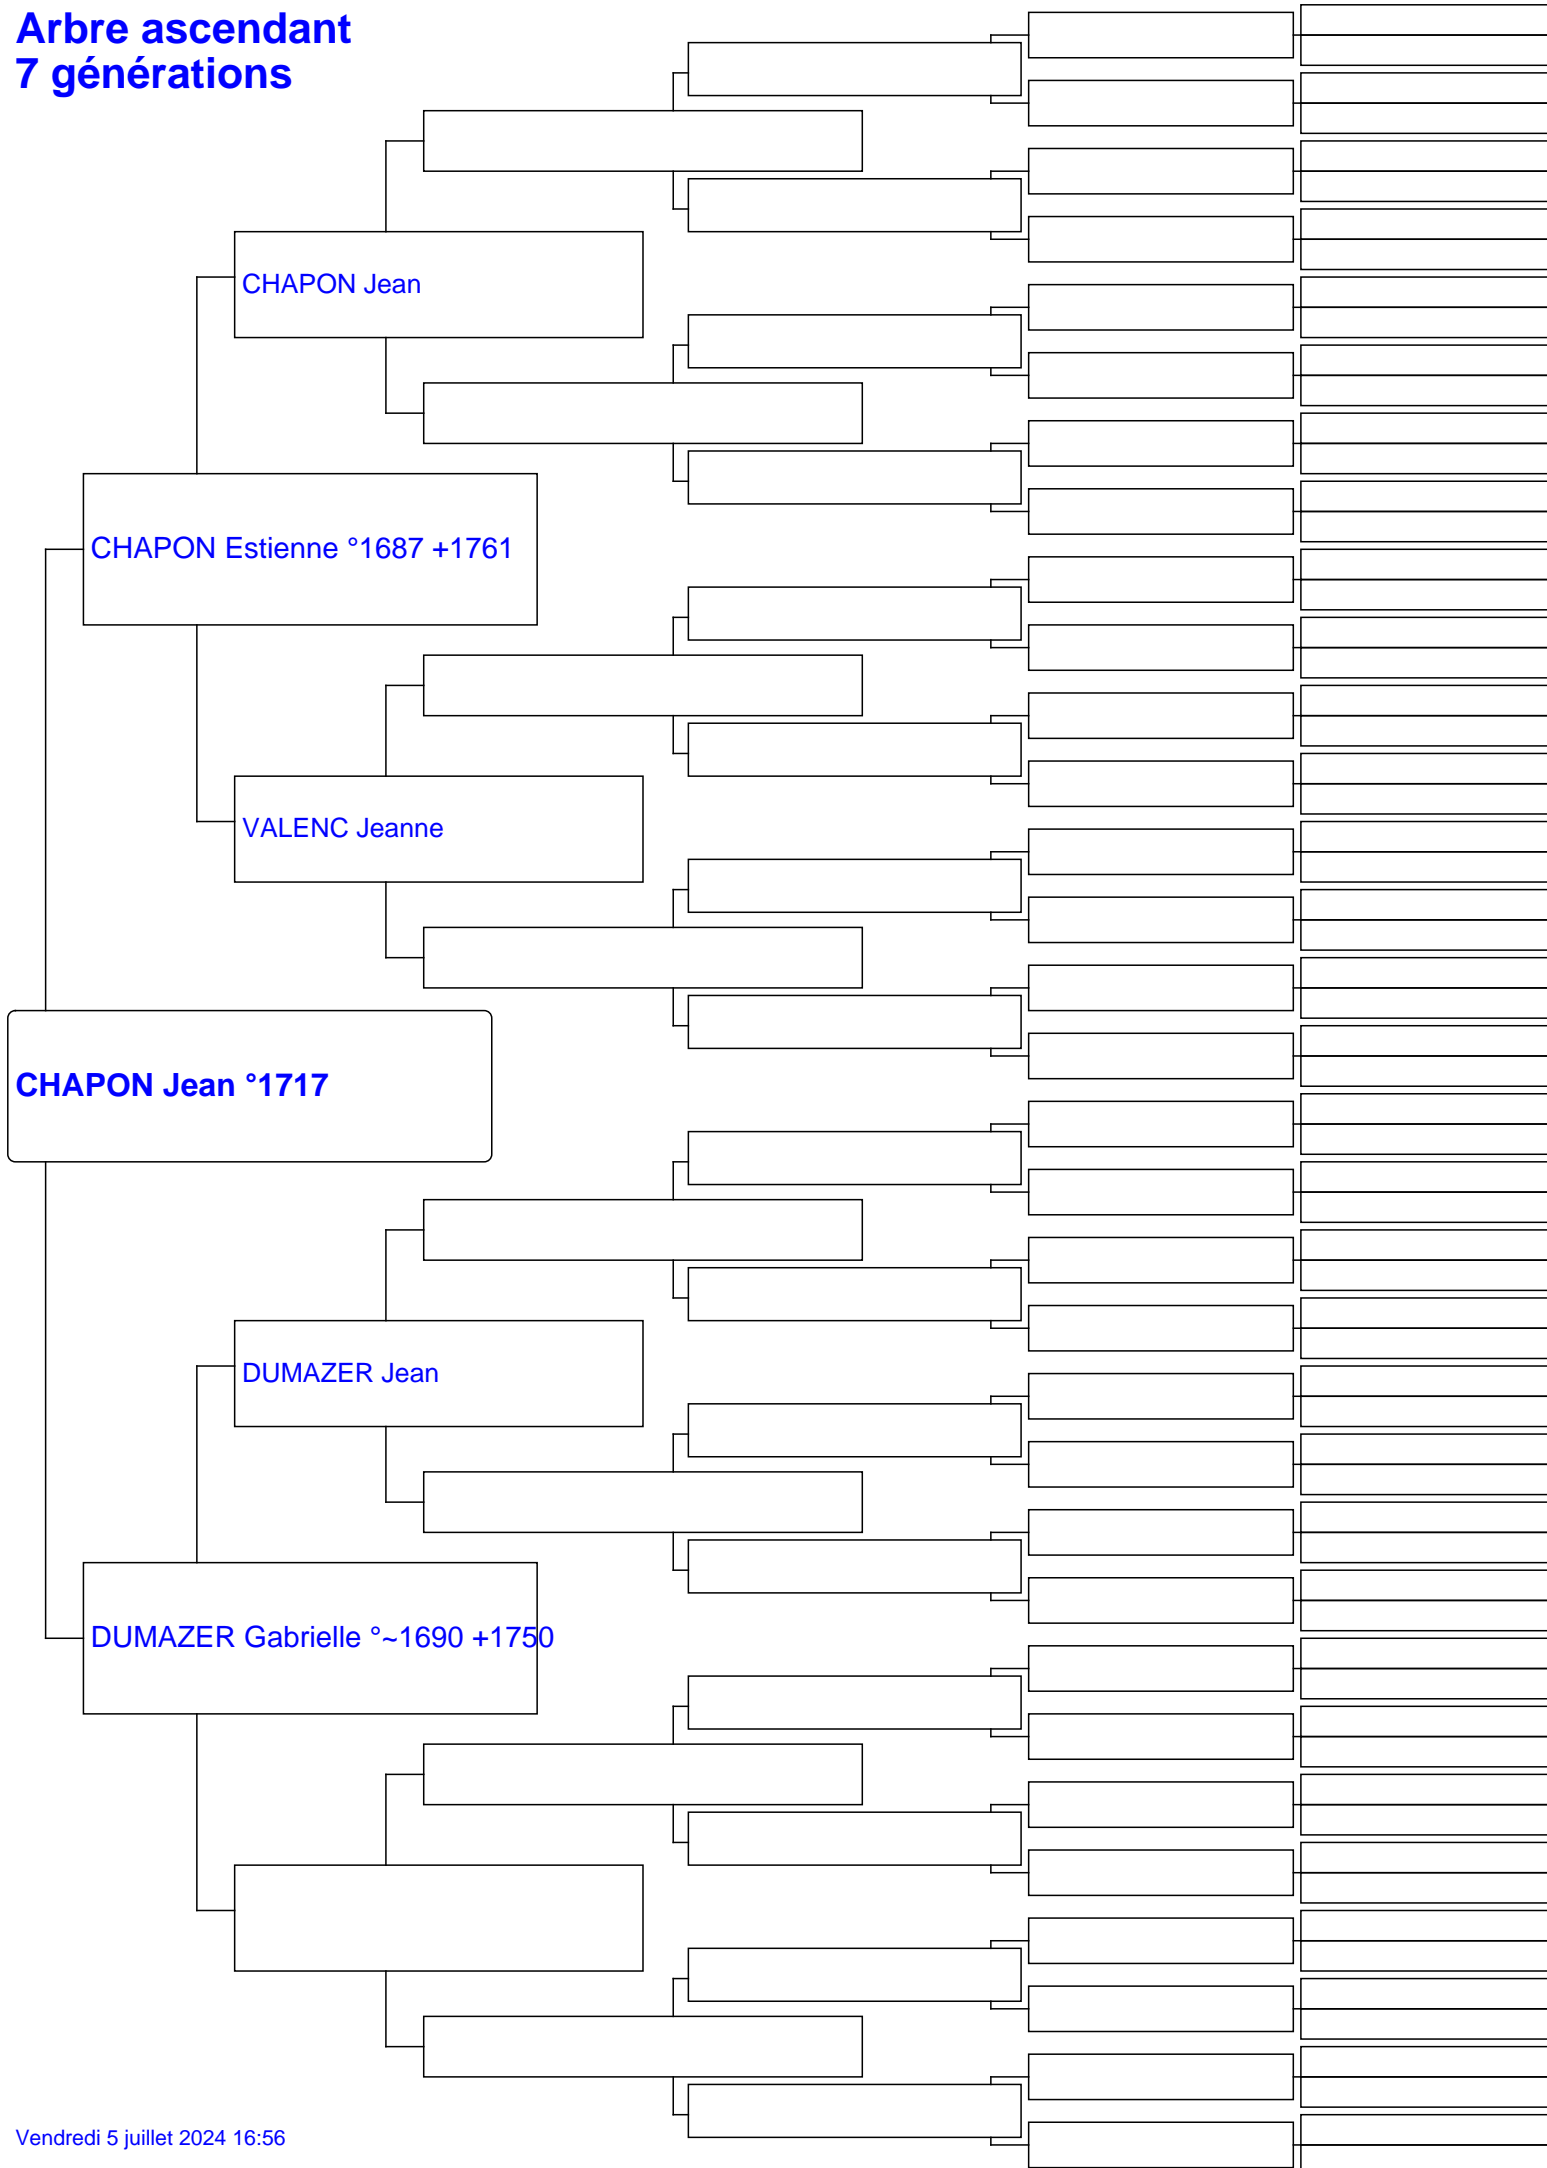 Arbre ascendant
7 générations
CHAPON Jean
CHAPON Estienne °1687 +1761
VALENC Jeanne
CHAPON Jean °1717
DUMAZER Jean
DUMAZER Gabrielle °~1690 +1750
Vendredi 5 juillet 2024 16:56